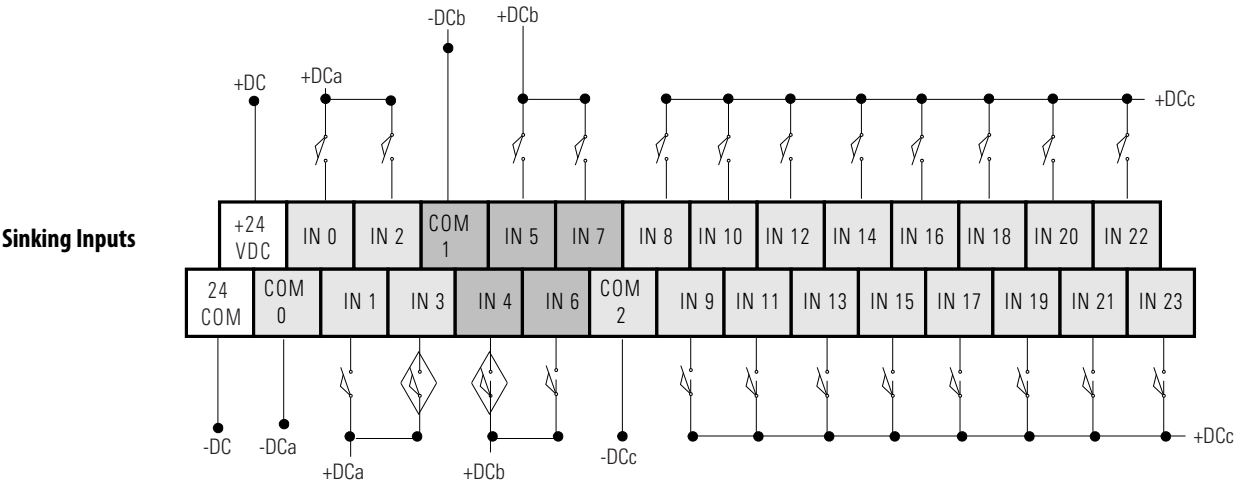 -DCb
+DCb
+DC
+DCa
+DCc
Sinking Inputs
+24 VDC
IN 0
IN 2
COM 1
IN 5
IN 7
IN 8
IN 10
IN 12
IN 14
IN 16
IN 18
IN 20
IN 22
24 COM
COM 0
IN 1
IN 3
IN 4
IN 6
COM 2
IN 9
IN 11
IN 13
IN 15
IN 17
IN 19
IN 21
IN 23
-DC
-DCa
+DCa
+DCb
-DCc
+DCc